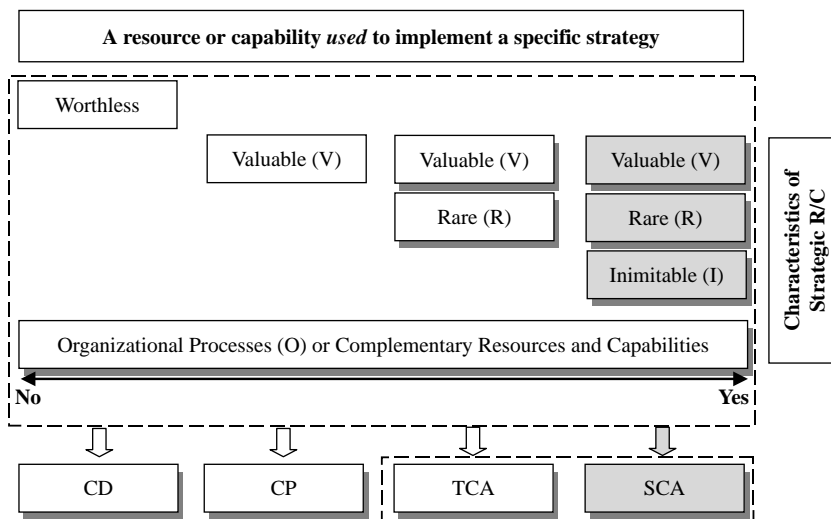 A resource or capability used to implement a specific strategy
Worthless
Valuable (V)
Valuable (V)
Valuable (V)
Rare (R)
Rare (R)
Inimitable (I)
Characteristics of
Strategic R/C
Organizational Processes (O) or Complementary Resources and Capabilities
No
Yes
CD
CP
TCA
SCA